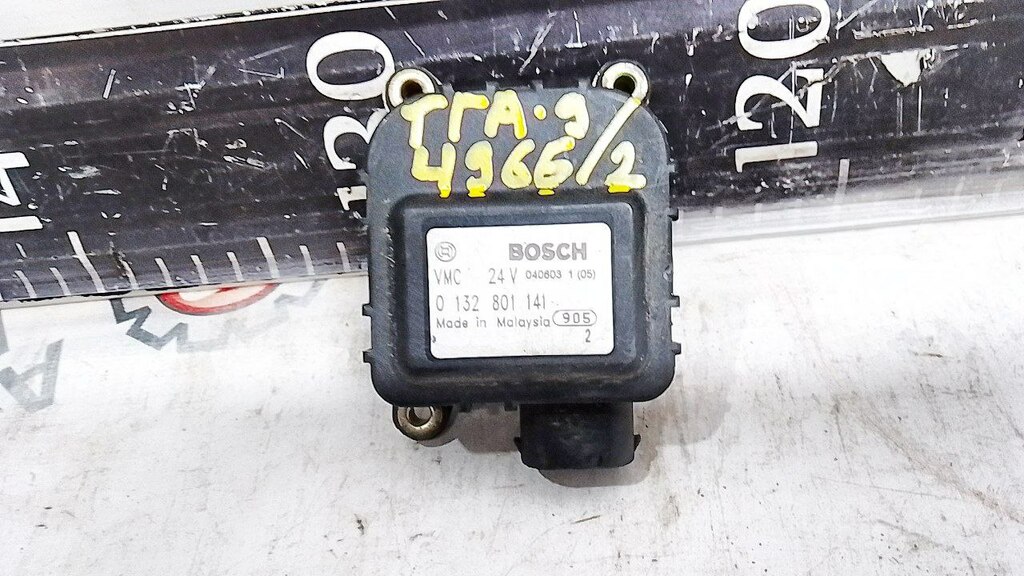 120
120
14
ТГА.9
4966/2
BOSCH
VMC 24 V 040603 1 (05)
0 132 801 141
Made in Malaysia 905
2